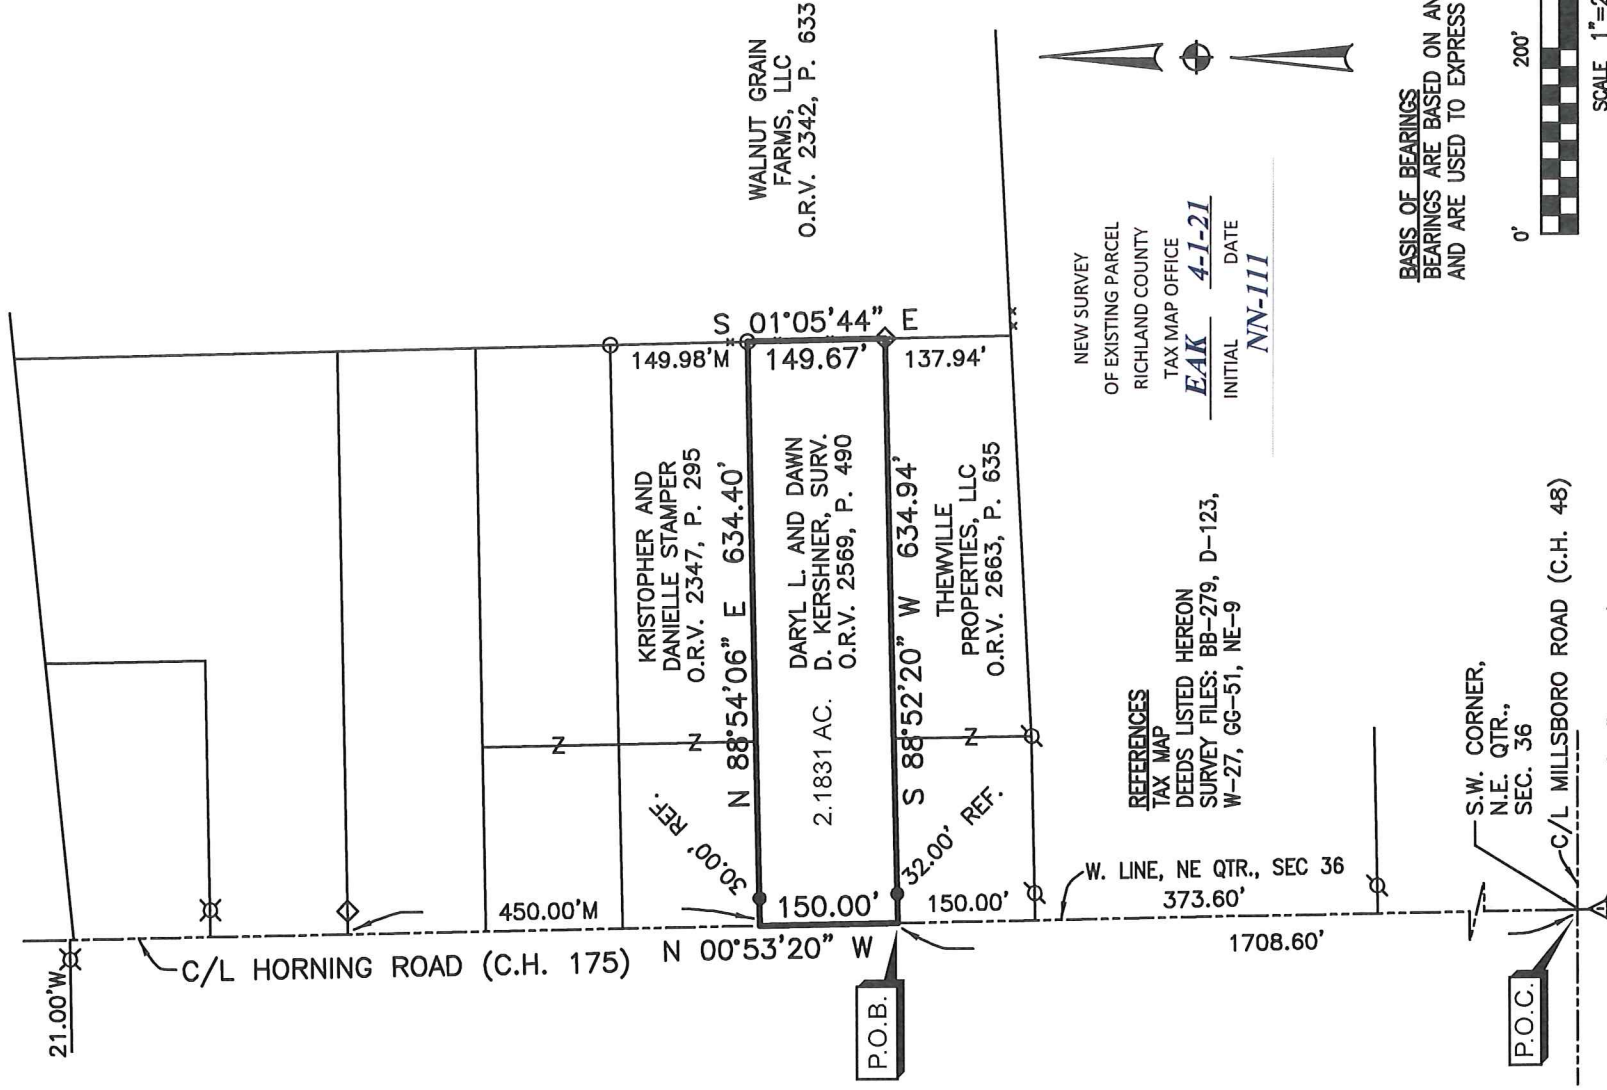 WALNUT GRAIN
FARMS, LLC
O.R.V. 2342, P. 633
S 01°05'44" E
149.98'M
149.67'
137.94'
KRISTOPHER AND
DANIELLE STAMPER
O.R.V. 2347, P. 295
N 88°54'06" E 634.40'
DARYL L. AND DAWN
D. KERSHNER, SURV.
O.R.V. 2569, P. 490
2.1831 AC.
S 88°52'20" W 634.94'
THEWVILLE
PROPERTIES, LLC
O.R.V. 2663, P. 635
Z
Z
Z
30.00' REF.
32.00' REF.
450.00'M
150.00'
150.00'
N 00°53'20" W
C/L HORNING ROAD (C.H. 175)
21.00'W
W. LINE, NE QTR., SEC 36
373.60'
1708.60'
P.O.B.
P.O.C.
S.W. CORNER,
N.E. QTR.,
SEC. 36
C/L MILLSBORO ROAD (C.H. 48)
REFERENCES
TAX MAP
DEEDS LISTED HEREON
SURVEY FILES: BB-279, D-123,
W-27, GG-51, NE-9
NEW SURVEY
OF EXISTING PARCEL
RICHLAND COUNTY
TAX MAP OFFICE
EAK 4-1-21
INITIAL DATE
NN-111
BASIS OF BEARINGS
BEARINGS ARE BASED ON AN
AND ARE USED TO EXPRESS
0' 200'
SCALE 1"=2